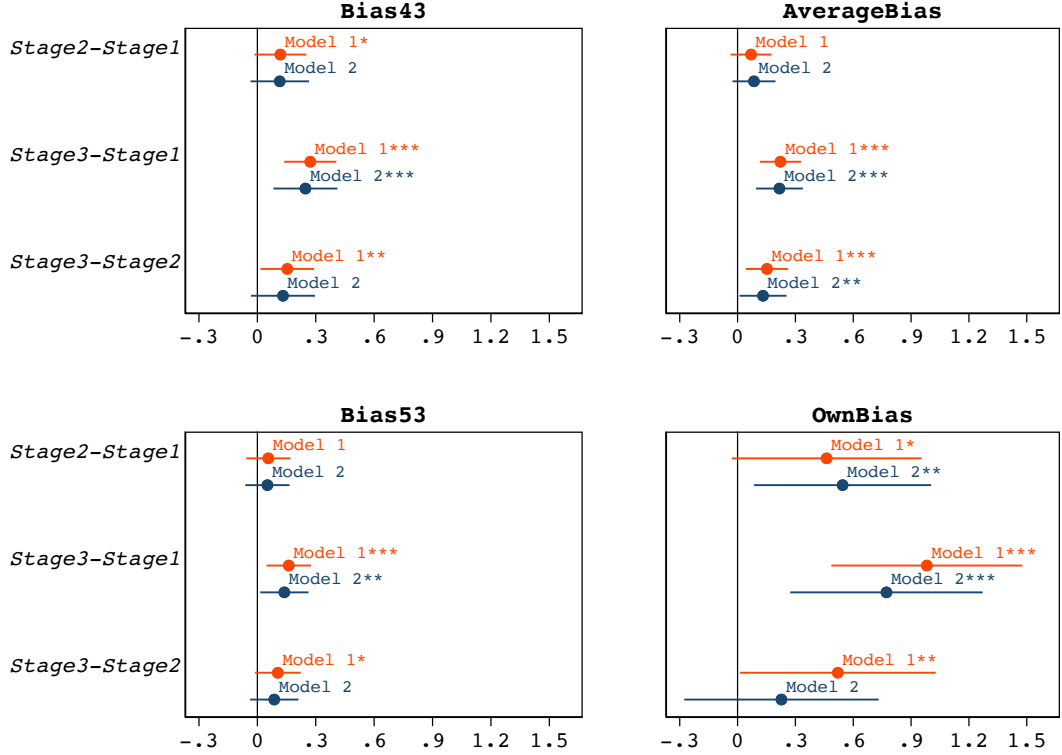 Bias43
Stage2-Stage1
Model 1*
Model 2
Stage3-Stage1
Model 1***
Model 2***
Stage3-Stage2
Model 1**
Model 2
-.3 0 .3 .6 .9 1.2 1.5
AverageBias
Model 1
Model 2
Model 1***
Model 2***
Model 1***
Model 2**
-.3 0 .3 .6 .9 1.2 1.5
Bias53
Stage2-Stage1
Model 1
Model 2
Stage3-Stage1
Model 1***
Model 2**
Stage3-Stage2
Model 1*
Model 2
-.3 0 .3 .6 .9 1.2 1.5
OwnBias
Model 1*
Model 2**
Model 1***
Model 2***
Model 1**
Model 2
-.3 0 .3 .6 .9 1.2 1.5